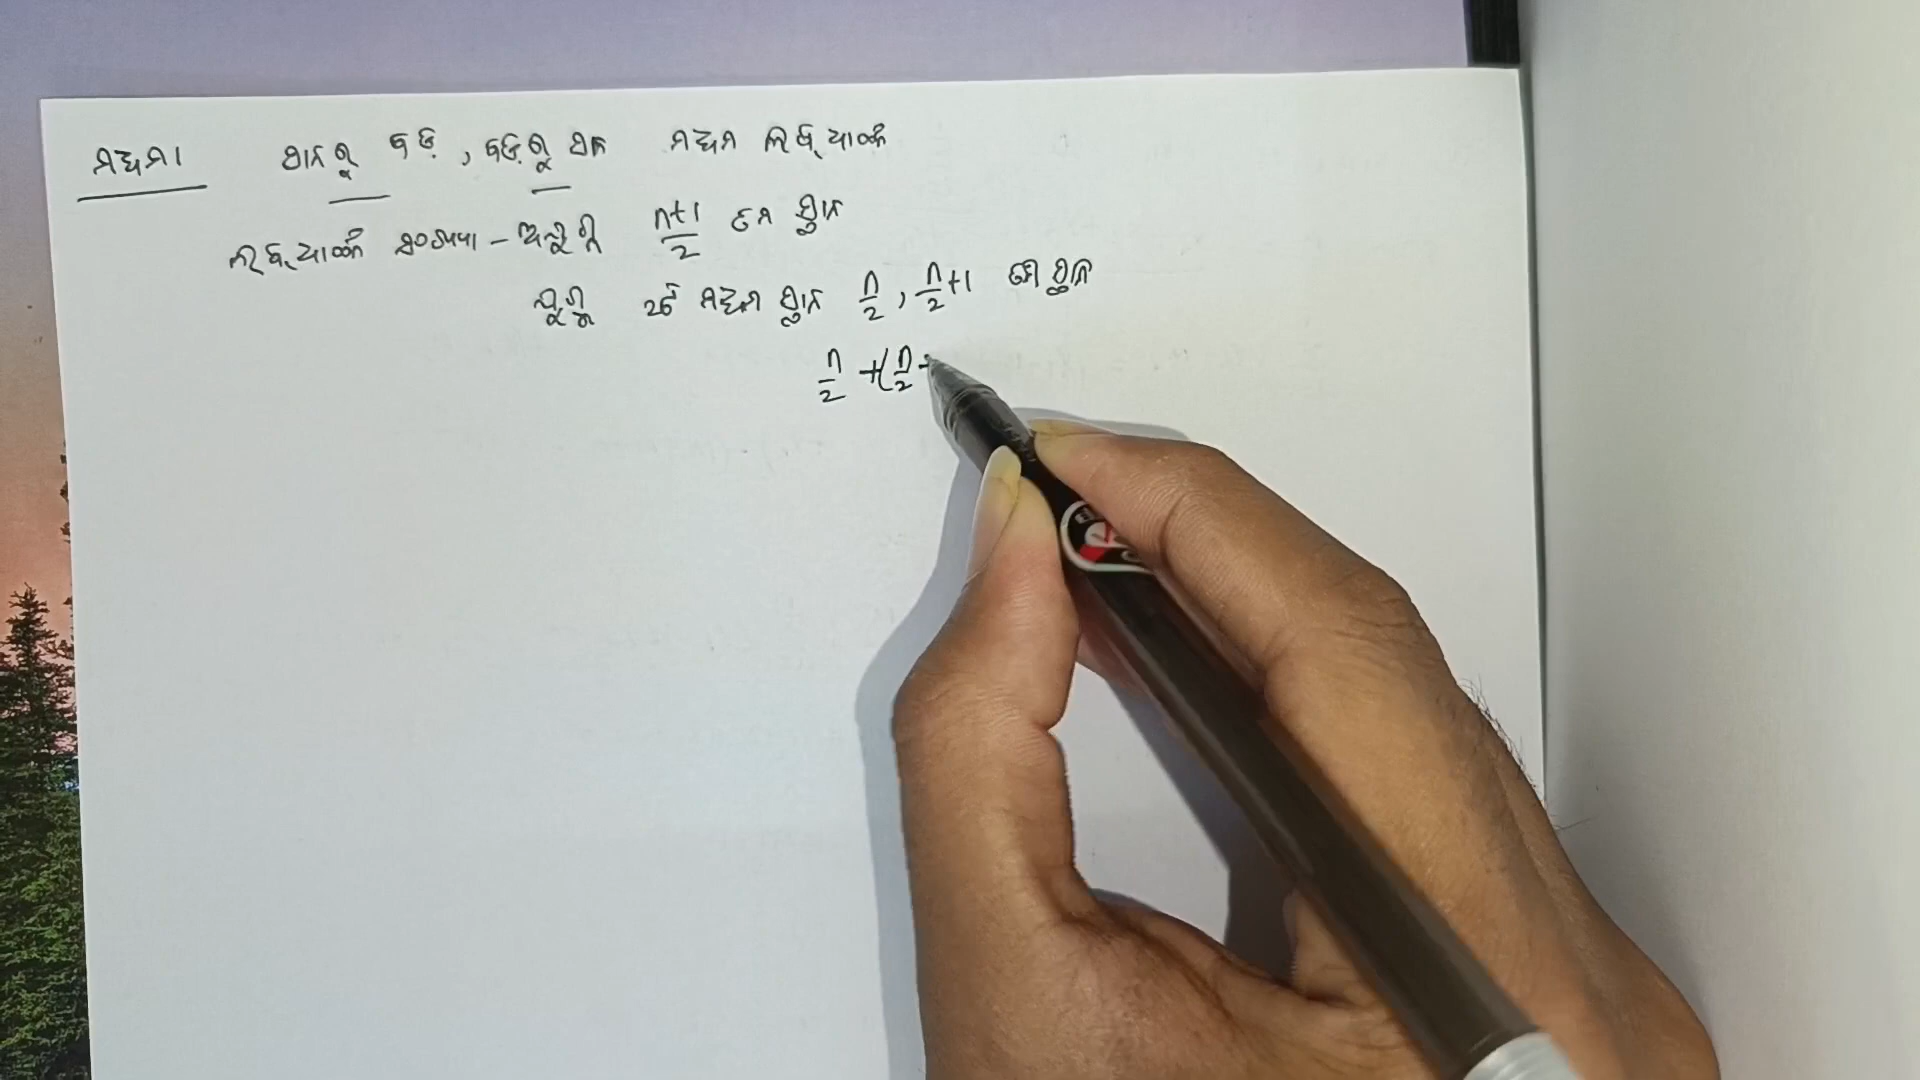 ମଧ୍ୟମା ସାନରୁ ବଡ଼, ବଡ଼ରୁ ସାନ ମଧ୍ୟମ ଲବ୍ଧାଙ୍କ
ଲବ୍ଧାଙ୍କ ସଂଖ୍ୟା - ଅଯୁଗ୍ମ n+1/2 ତମ ସ୍ଥାନ
ଯୁଗ୍ମ 2ଟି ମଧ୍ୟମ ସ୍ଥାନ n/2, n/2+1 ତମ ସ୍ଥାନ
n/2 +(n/2+